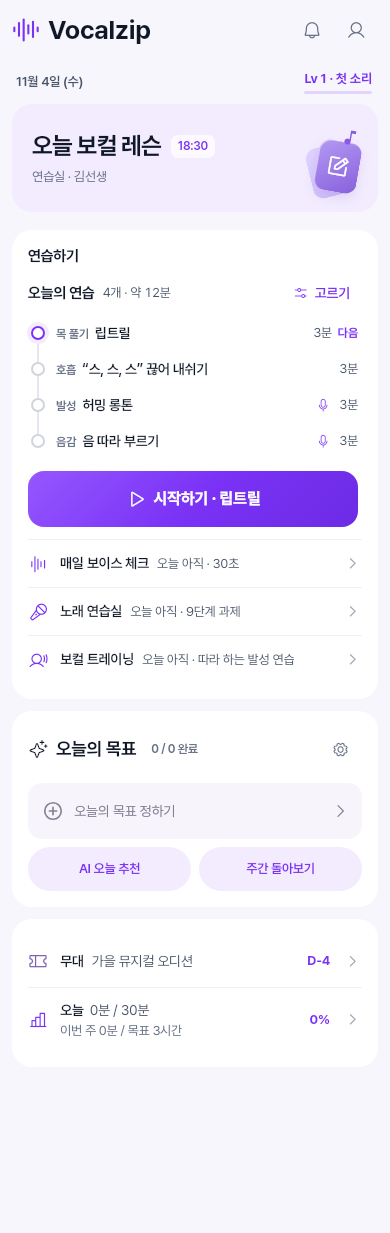 Vocalzip
11월 4일 (수)
Lv 1 · 첫 소리
오늘 보컬 레슨 18:30
연습실 · 김선생
연습하기
오늘의 연습 4개 · 약 12분 고르기
목 풀기 립트릴 3분 다음
호흡 “스, 스, 스” 끊어 내쉬기 3분
발성 허밍 롱톤 3분
음감 음 따라 부르기 3분
시작하기 · 립트릴
매일 보이스 체크 오늘 아직 · 30초
노래 연습실 오늘 아직 · 9단계 과제
보컬 트레이닝 오늘 아직 · 따라 하는 발성 연습
오늘의 목표 0 / 0 완료
오늘의 목표 정하기
AI 오늘 추천 주간 돌아보기
무대 가을 뮤지컬 오디션 D-4
오늘 0분 / 30분 0%
이번 주 0분 / 목표 3시간